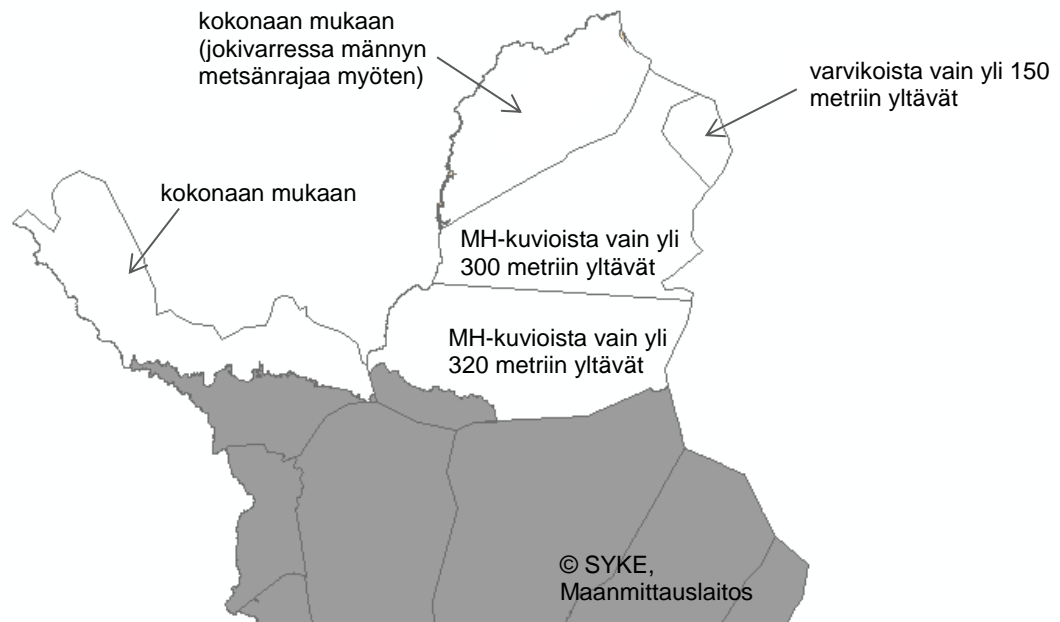 kokonaan mukaan
(jokivarressa männyn
metsänrajaa myöten)
varvikoista vain yli 150
metriin yltävät
kokonaan mukaan
MH-kuvioista vain yli
300 metriin yltävät
MH-kuvioista vain yli
320 metriin yltävät
© SYKE,
Maanmittauslaitos